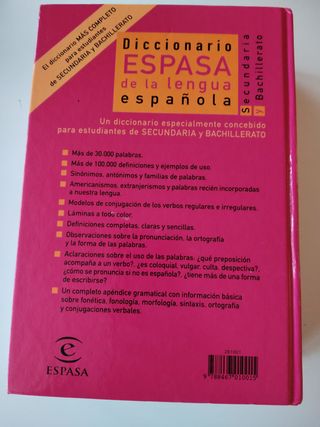 El diccionario MÁS COMPLETO
para estudiantes
de SECUNDARIA y BACHILLERATO
Diccionario
ESPASA
de la lengua
española
Secundaria
y Bachillerato
Un diccionario especialmente concebido
para estudiantes de SECUNDARIA y BACHILLERATO
Más de 30.000 palabras.
Más de 100.000 definiciones y ejemplos de uso.
Sinónimos, antónimos y familias de palabras.
Americanismos, extranjerismos y palabras recién incorporadas
a nuestra lengua.
Modelos de conjugación de los verbos regulares e irregulares.
Láminas a todo color.
Definiciones completas, claras y sencillas.
Observaciones sobre la pronunciación, la ortografía
y la forma de las palabras.
Aclaraciones sobre el uso de las palabras: ¿qué preposición
acompaña a un verbo?, ¿es coloquial, vulgar, culta, despectiva?,
¿cómo se pronuncia si no es española?, ¿tiene más de una forma
de escribirse?
Un completo apéndice gramatical con información básica
sobre fonética, fonología, morfología, sintaxis, ortografía
y conjugaciones verbales.
ESPASA
9 788467 010015